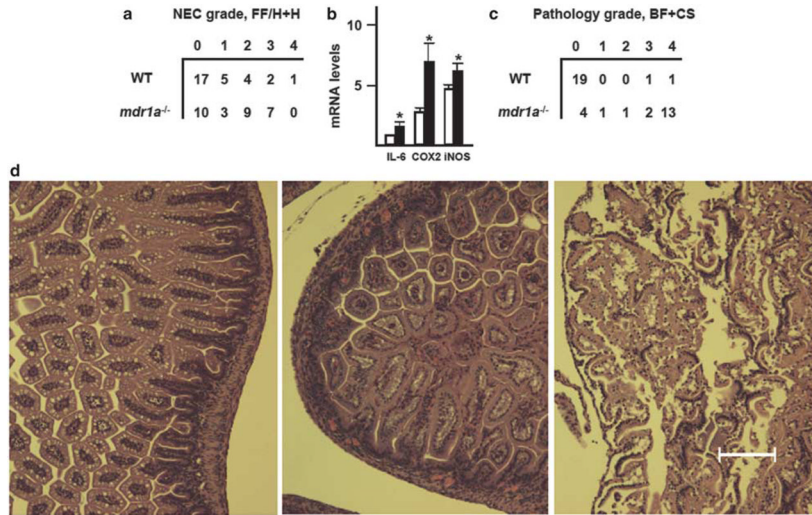 a
NEC grade, FF/H+H
0 1 2 3 4
WT 17 5 4 2 1
mdr1a-/- 10 3 9 7 0
b
mRNA levels
10
5
* * *
IL-6 COX2 iNOS
c
Pathology grade, BF+CS
0 1 2 3 4
WT 19 0 0 1 1
mdr1a-/- 4 1 1 2 13
d